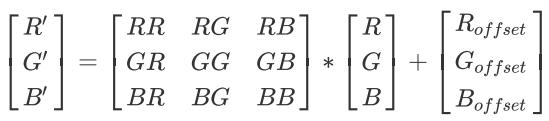 [R′] [RR RG RB] [R] [R_offset]
[G′] = [GR GG GB] * [G] + [G_offset]
[B′] [BR BG BB] [B] [B_offset]